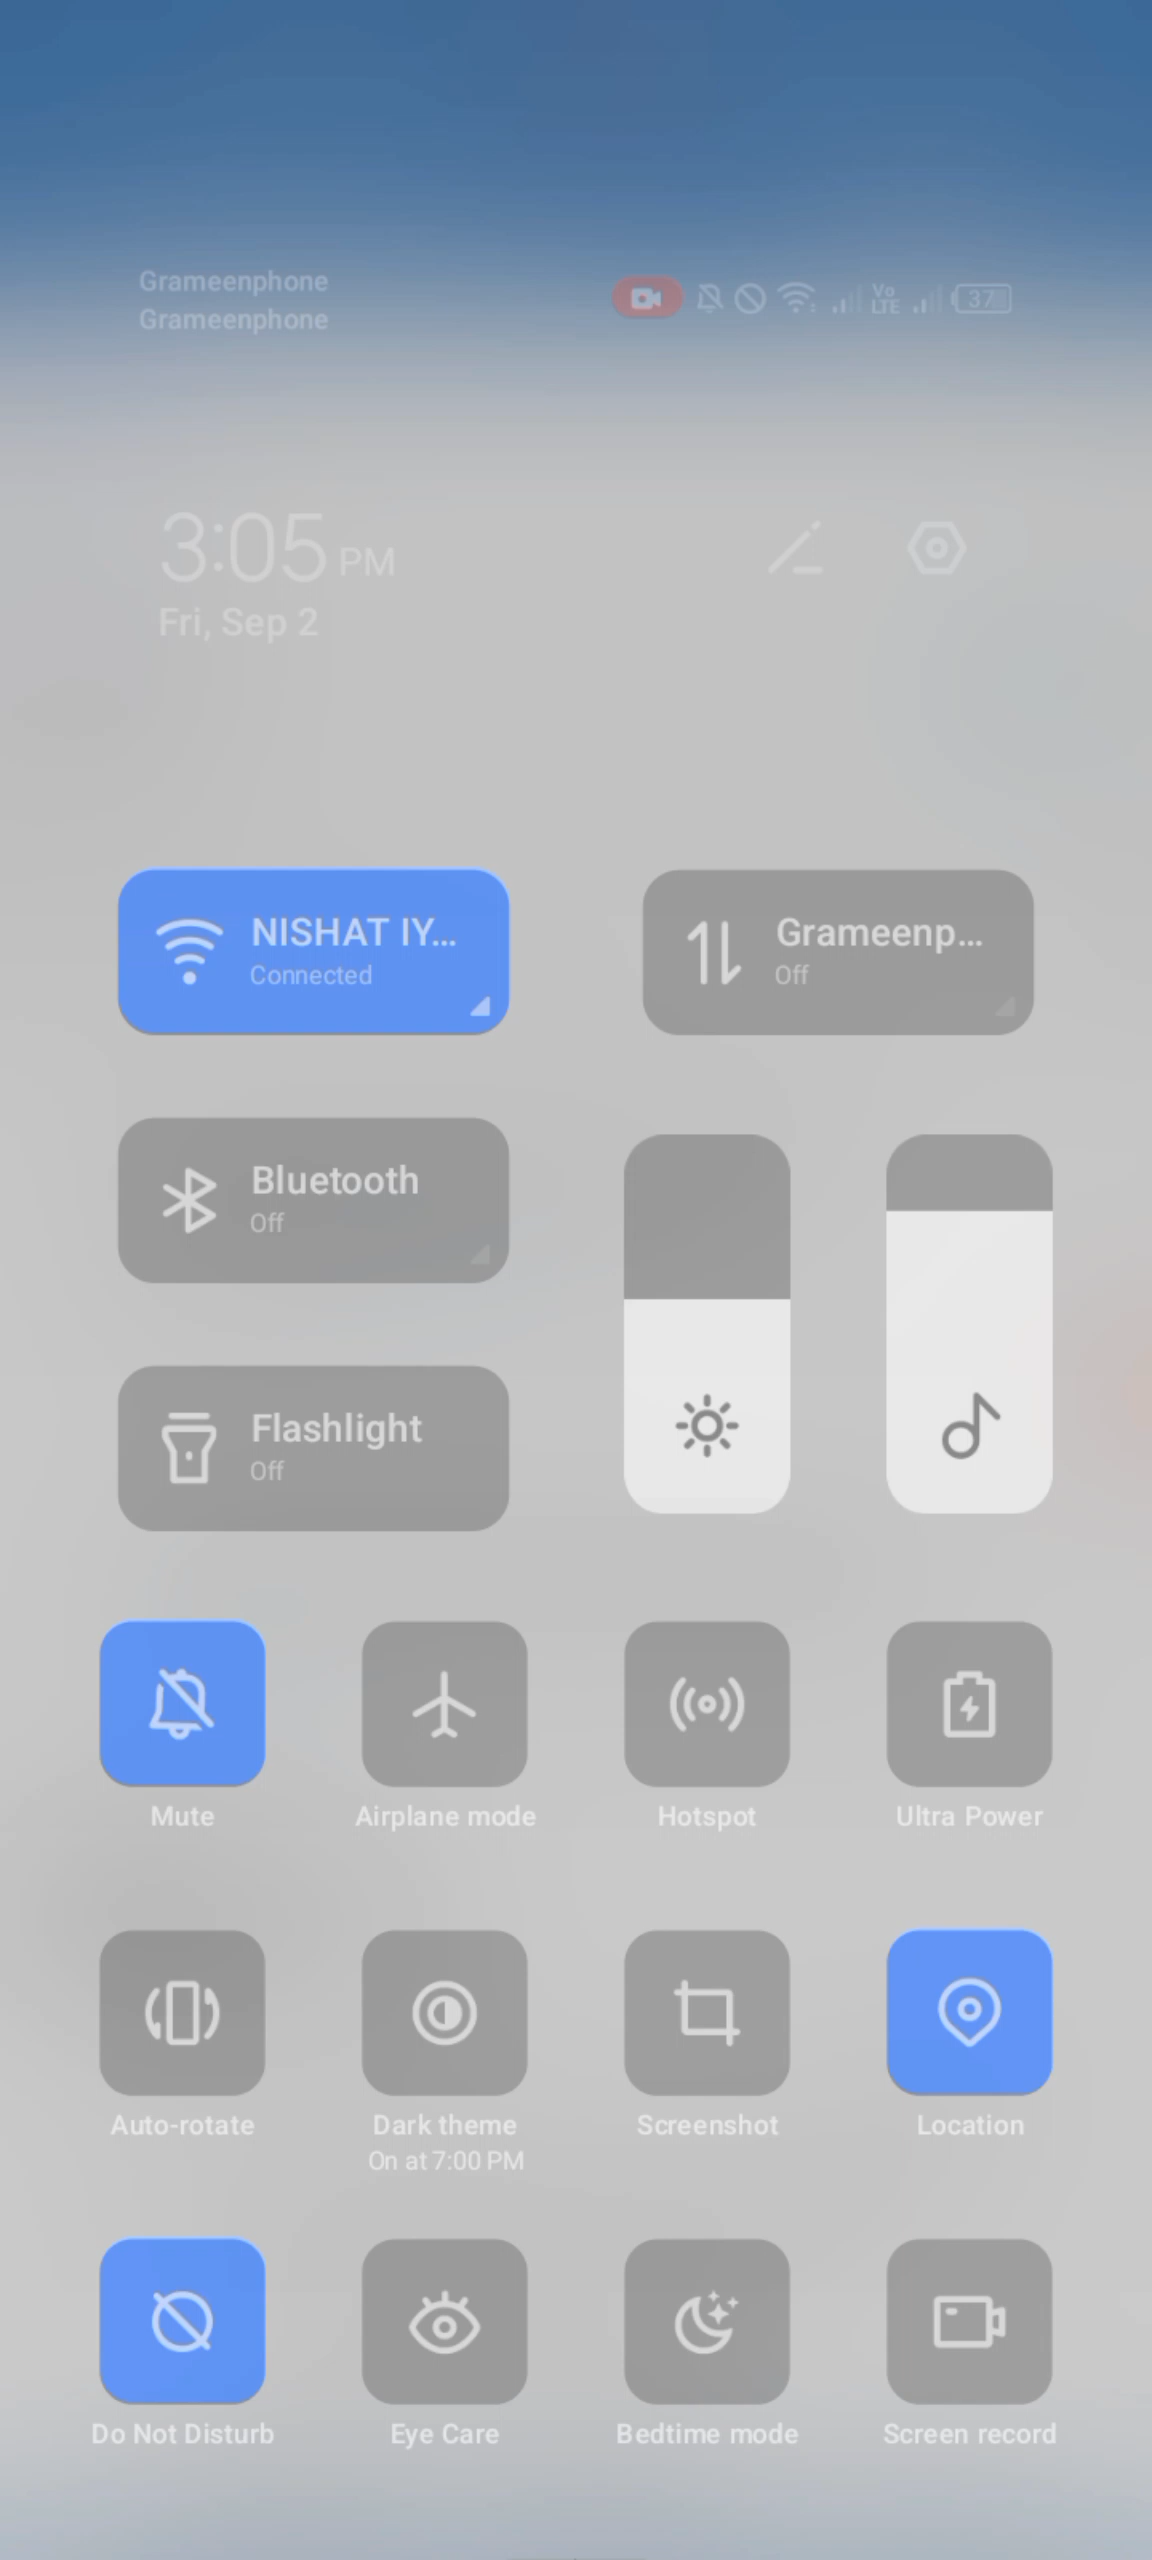 Grameenphone
Grameenphone
Vo
LTE
37
3:05 PM
Fri, Sep 2
NISHAT IY...
Connected
Grameenp...
Off
Bluetooth
Off
Flashlight
Off
Mute
Airplane mode
Hotspot
Ultra Power
Auto-rotate
Dark theme
On at 7:00 PM
Screenshot
Location
Do Not Disturb
Eye Care
Bedtime mode
Screen record